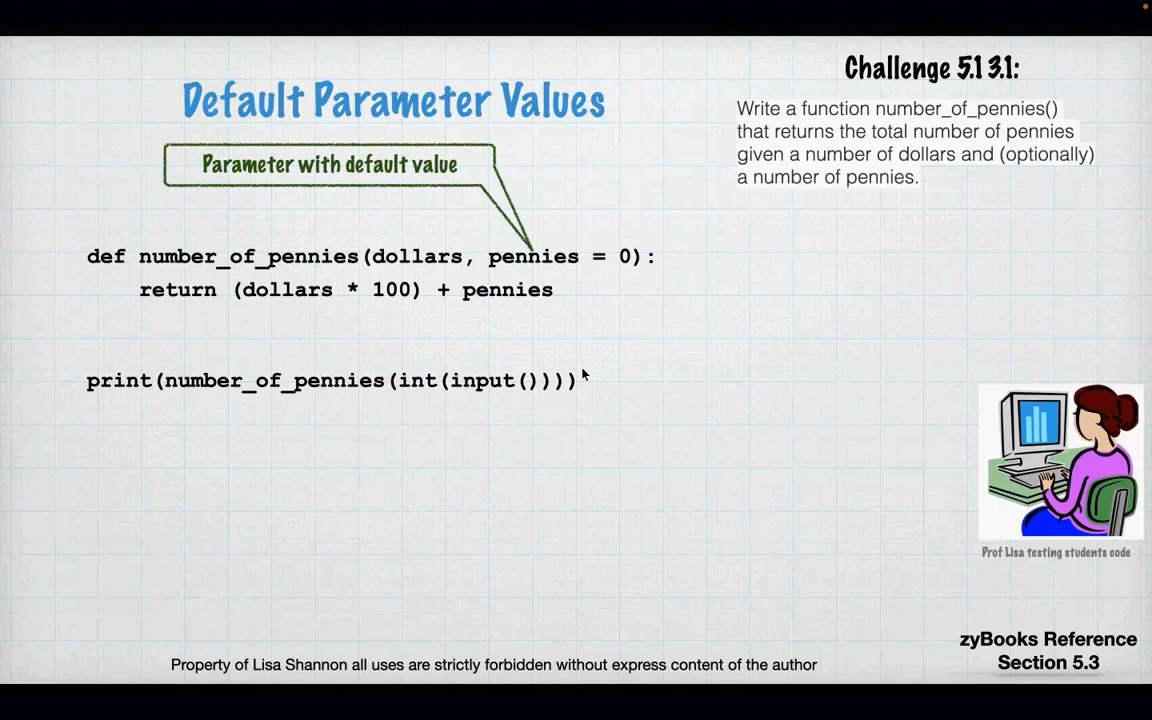 Default Parameter Values
Parameter with default value
def number_of_pennies(dollars, pennies = 0):
return (dollars * 100) + pennies
print(number_of_pennies(int(input())))
Challenge 5.13.1:
Write a function number_of_pennies()
that returns the total number of pennies
given a number of dollars and (optionally)
a number of pennies.
Prof Lisa testing students code
zyBooks Reference
Section 5.3
Property of Lisa Shannon all uses are strictly forbidden without express content of the author